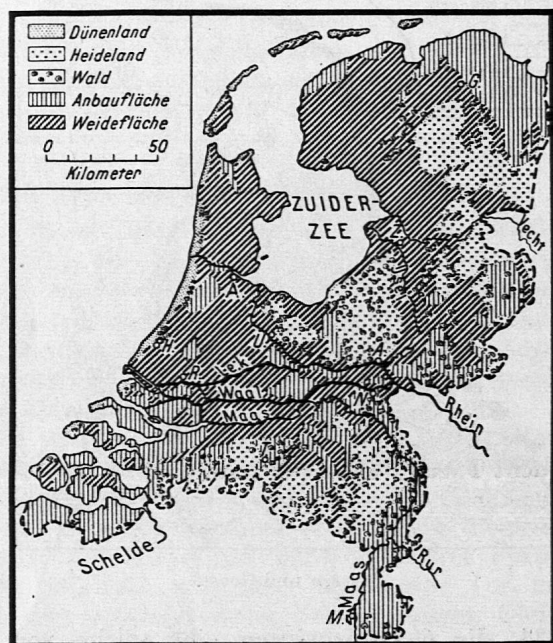 Dünenland
Heideland
Wald
Anbaufläche
Weidefläche
0 50
Kilometer
ZUIDER-
ZEE
G
Z
Vecht
A
H
U
R
Lek
Waal
Maas
N
Rhein
Schelde
Maas
Rur
M